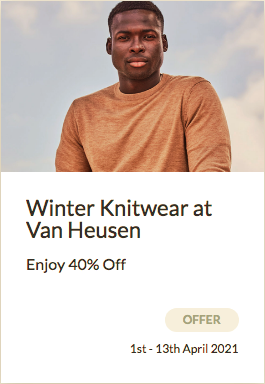 Winter Knitwear at
Van Heusen
Enjoy 40% Off
OFFER
1st - 13th April 2021